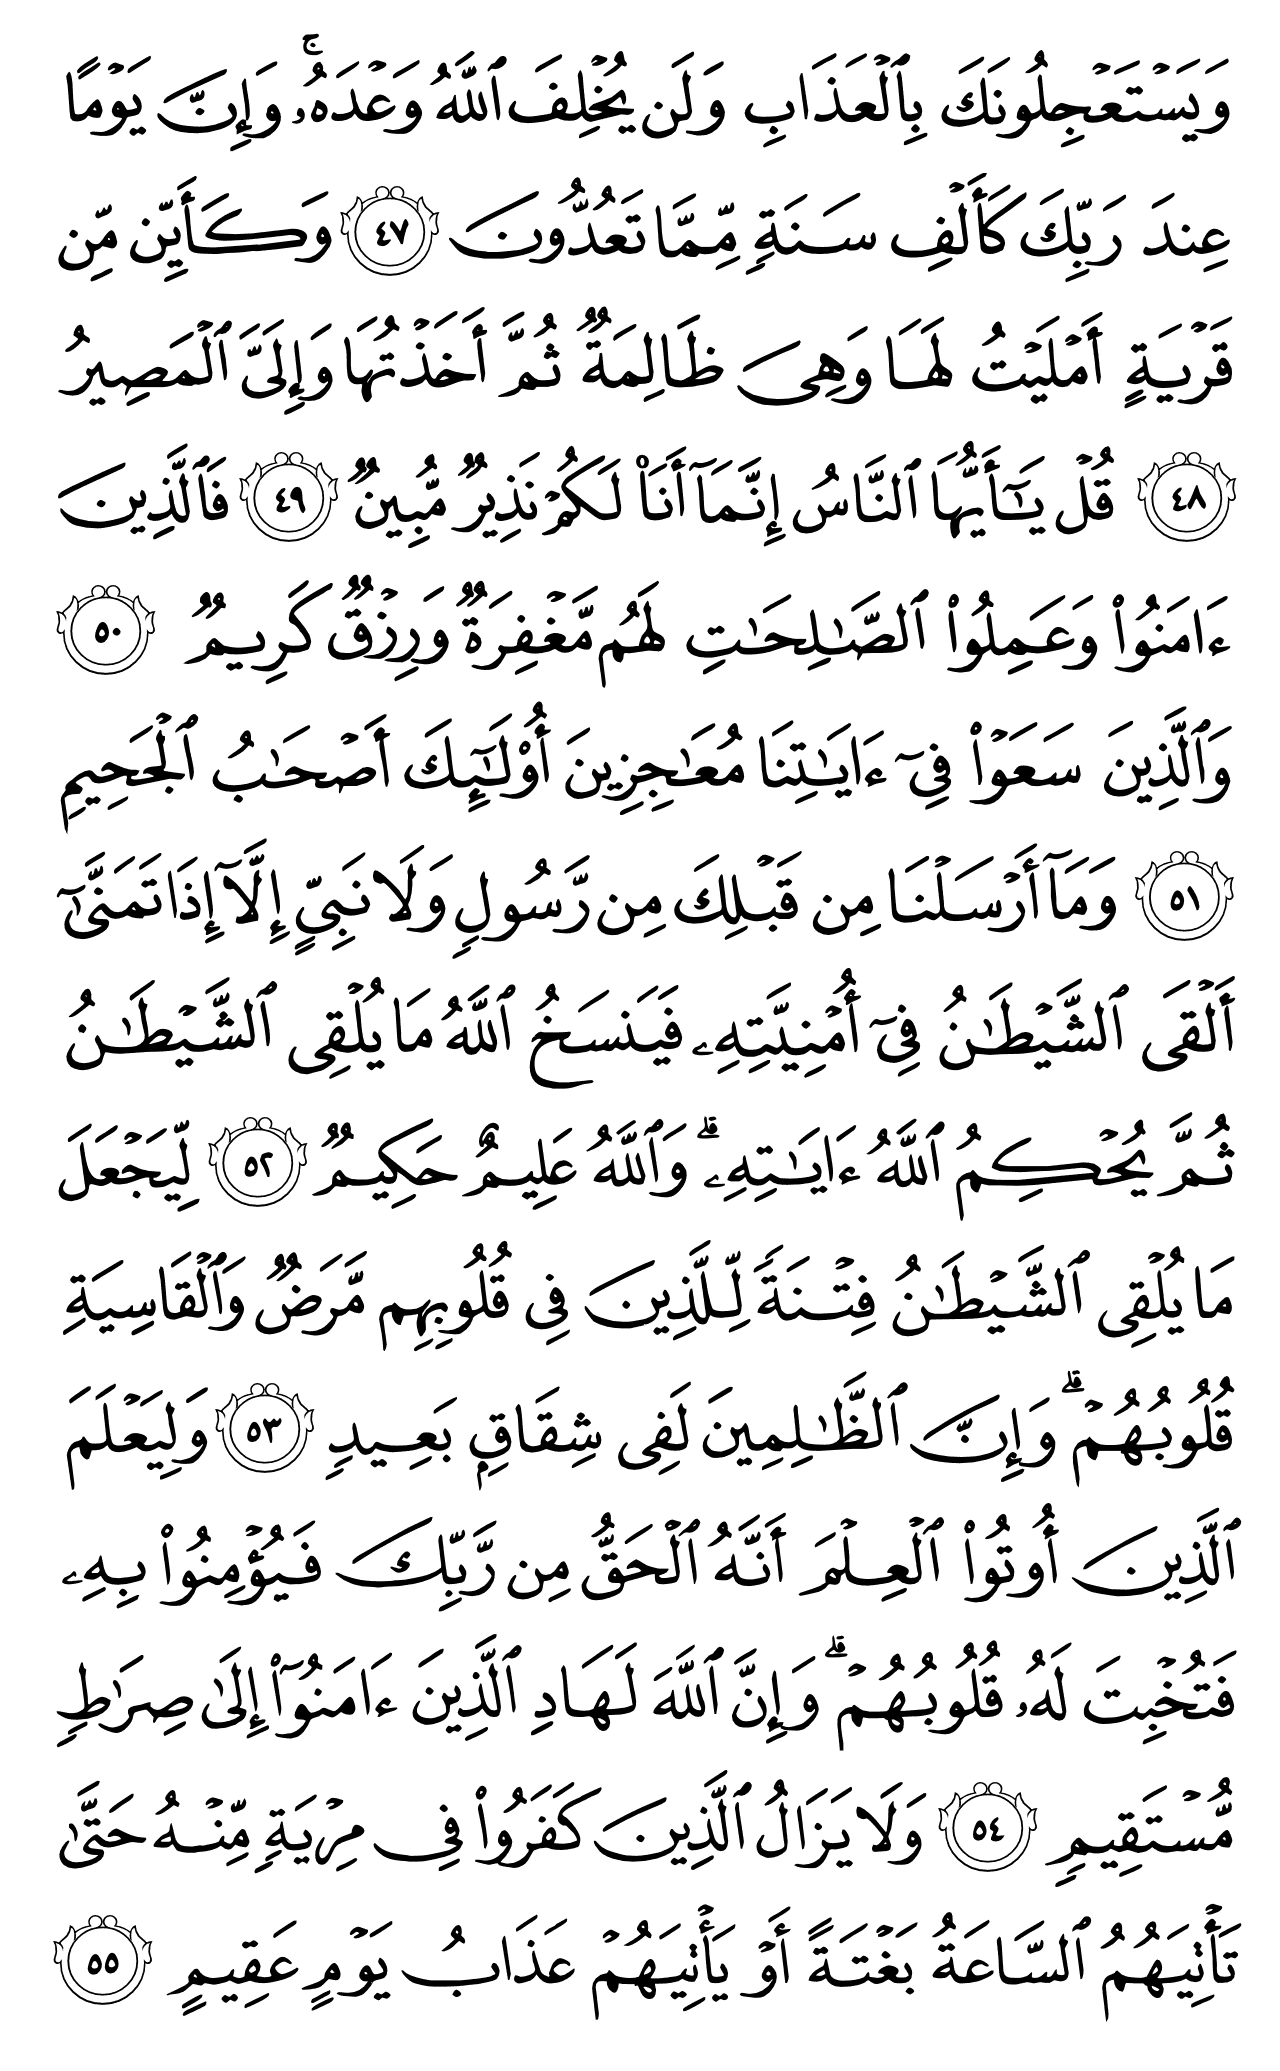 وَيَسۡتَعۡجِلُونَكَ بِٱلۡعَذَابِ وَلَن يُخۡلِفَ ٱللَّهُ وَعۡدَهُۥۚ وَإِنَّ يَوۡمًا
عِندَ رَبِّكَ كَأَلۡفِ سَنَةٖ مِّمَّا تَعُدُّونَ ٤٧ وَكَأَيِّن مِّن
قَرۡيَةٍ أَمۡلَيۡتُ لَهَا وَهِيَ ظَالِمَةٞ ثُمَّ أَخَذۡتُهَا وَإِلَيَّ ٱلۡمَصِيرُ
٤٨ قُلۡ يَٰٓأَيُّهَا ٱلنَّاسُ إِنَّمَآ أَنَا۠ لَكُمۡ نَذِيرٞ مُّبِينٞ ٤٩ فَٱلَّذِينَ
ءَامَنُواْ وَعَمِلُواْ ٱلصَّٰلِحَٰتِ لَهُم مَّغۡفِرَةٞ وَرِزۡقٞ كَرِيمٞ ٥٠
وَٱلَّذِينَ سَعَوۡاْ فِيٓ ءَايَٰتِنَا مُعَٰجِزِينَ أُوْلَٰٓئِكَ أَصۡحَٰبُ ٱلۡجَحِيمِ
٥١ وَمَآ أَرۡسَلۡنَا مِن قَبۡلِكَ مِن رَّسُولٖ وَلَا نَبِيٍّ إِلَّآ إِذَا تَمَنَّىٰٓ
أَلۡقَى ٱلشَّيۡطَٰنُ فِيٓ أُمۡنِيَّتِهِۦ فَيَنسَخُ ٱللَّهُ مَا يُلۡقِي ٱلشَّيۡطَٰنُ
ثُمَّ يُحۡكِمُ ٱللَّهُ ءَايَٰتِهِۦۗ وَٱللَّهُ عَلِيمٌ حَكِيمٞ ٥٢ لِّيَجۡعَلَ
مَا يُلۡقِي ٱلشَّيۡطَٰنُ فِتۡنَةٗ لِّلَّذِينَ فِي قُلُوبِهِم مَّرَضٞ وَٱلۡقَاسِيَةِ
قُلُوبُهُمۡۗ وَإِنَّ ٱلظَّٰلِمِينَ لَفِي شِقَاقِۭ بَعِيدٖ ٥٣ وَلِيَعۡلَمَ
ٱلَّذِينَ أُوتُواْ ٱلۡعِلۡمَ أَنَّهُ ٱلۡحَقُّ مِن رَّبِّكَ فَيُؤۡمِنُواْ بِهِۦ
فَتُخۡبِتَ لَهُۥ قُلُوبُهُمۡۗ وَإِنَّ ٱللَّهَ لَهَادِ ٱلَّذِينَ ءَامَنُوٓاْ إِلَىٰ صِرَٰطٖ
مُّسۡتَقِيمٖ ٥٤ وَلَا يَزَالُ ٱلَّذِينَ كَفَرُواْ فِي مِرۡيَةٖ مِّنۡهُ حَتَّىٰ
تَأۡتِيَهُمُ ٱلسَّاعَةُ بَغۡتَةً أَوۡ يَأۡتِيَهُمۡ عَذَابُ يَوۡمٍ عَقِيمٍ ٥٥